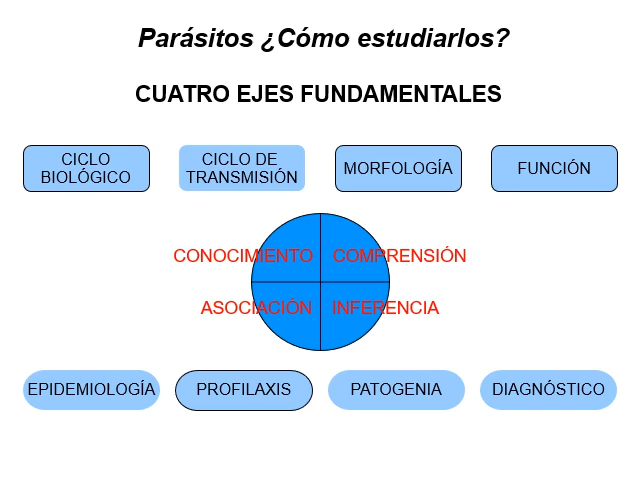 Parásitos ¿Cómo estudiarlos?
CUATRO EJES FUNDAMENTALES
CICLO
BIOLÓGICO
CICLO DE
TRANSMISIÓN
MORFOLOGÍA
FUNCIÓN
CONOCIMIENTO
COMPRENSIÓN
ASOCIACIÓN
INFERENCIA
EPIDEMIOLOGÍA
PROFILAXIS
PATOGENIA
DIAGNÓSTICO